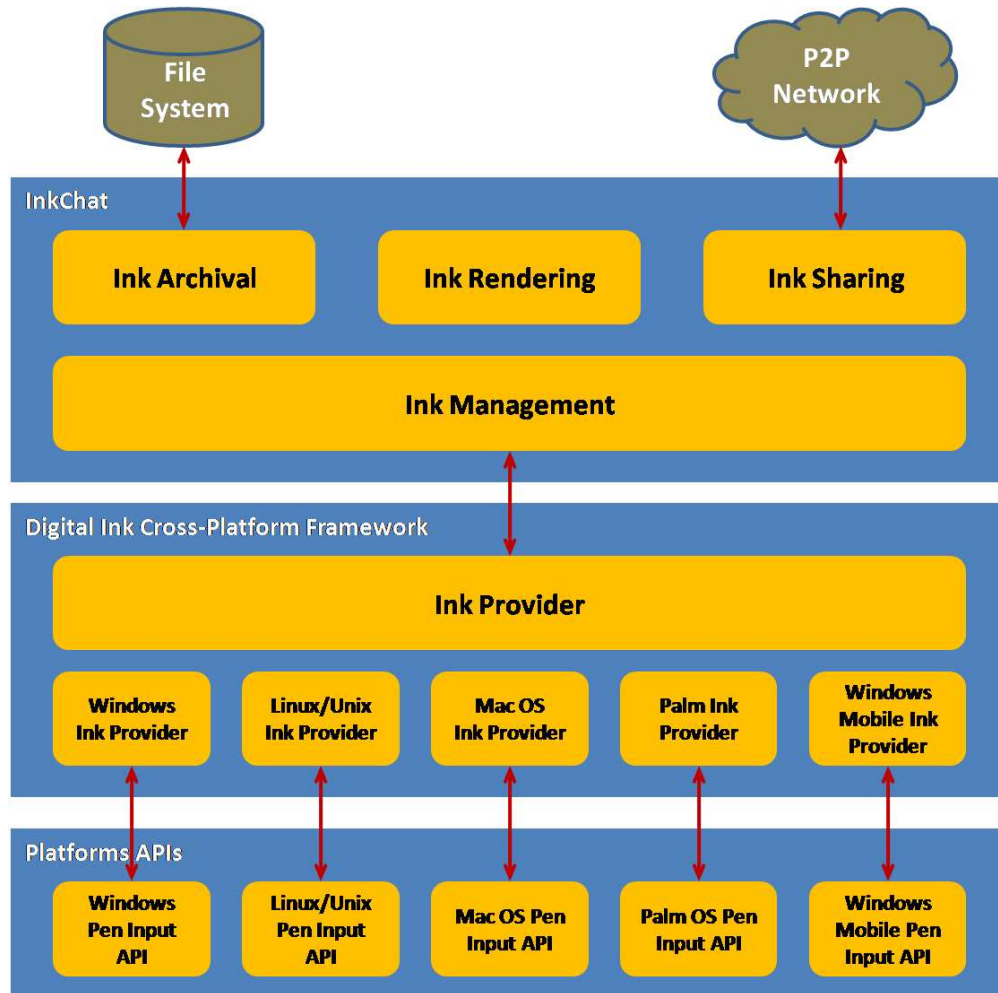 File
System
P2P
Network
InkChat
Ink Archival
Ink Rendering
Ink Sharing
Ink Management
Digital Ink Cross-Platform Framework
Ink Provider
Windows
Ink Provider
Linux/Unix
Ink Provider
Mac OS
Ink Provider
Palm Ink
Provider
Windows
Mobile Ink
Provider
Platforms APIs
Windows
Pen Input
API
Linux/Unix
Pen Input
API
Mac OS Pen
Input API
Palm OS Pen
Input API
Windows
Mobile Pen
Input API